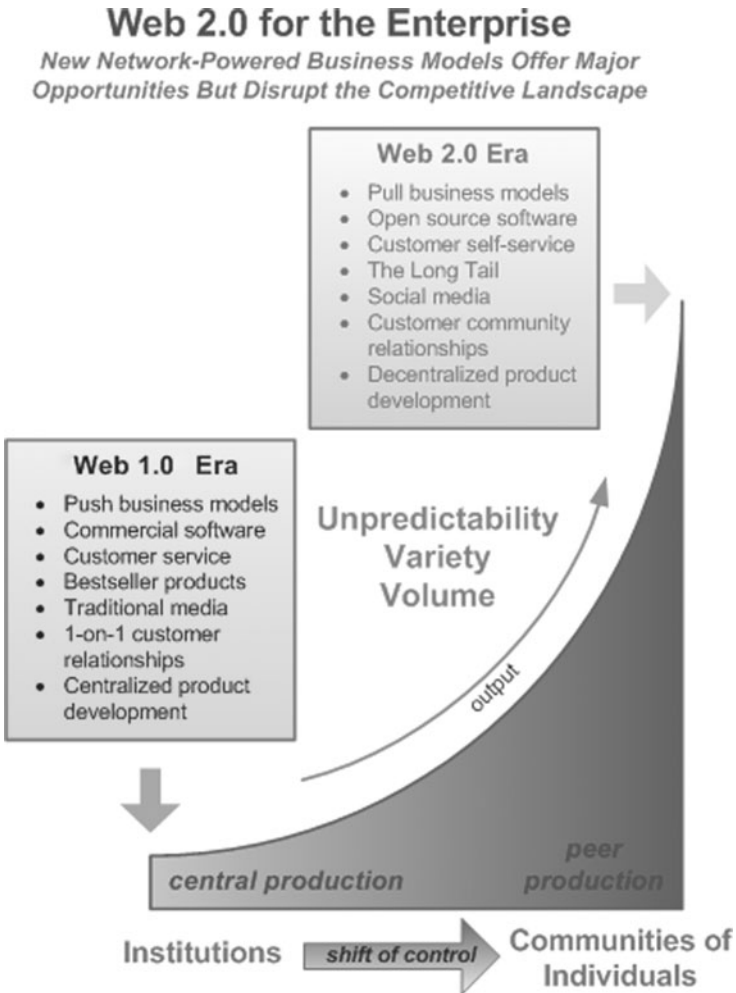 Web 2.0 for the Enterprise
New Network-Powered Business Models Offer Major
Opportunities But Disrupt the Competitive Landscape
Web 2.0 Era
• Pull business models
• Open source software
• Customer self-service
• The Long Tail
• Social media
• Customer community
relationships
• Decentralized product
development
Web 1.0 Era
• Push business models
• Commercial software
• Customer service
• Bestseller products
• Traditional media
• 1-on-1 customer
relationships
• Centralized product
development
Unpredictability
Variety
Volume
output
central production
peer
production
Institutions
shift of control
Communities of
Individuals